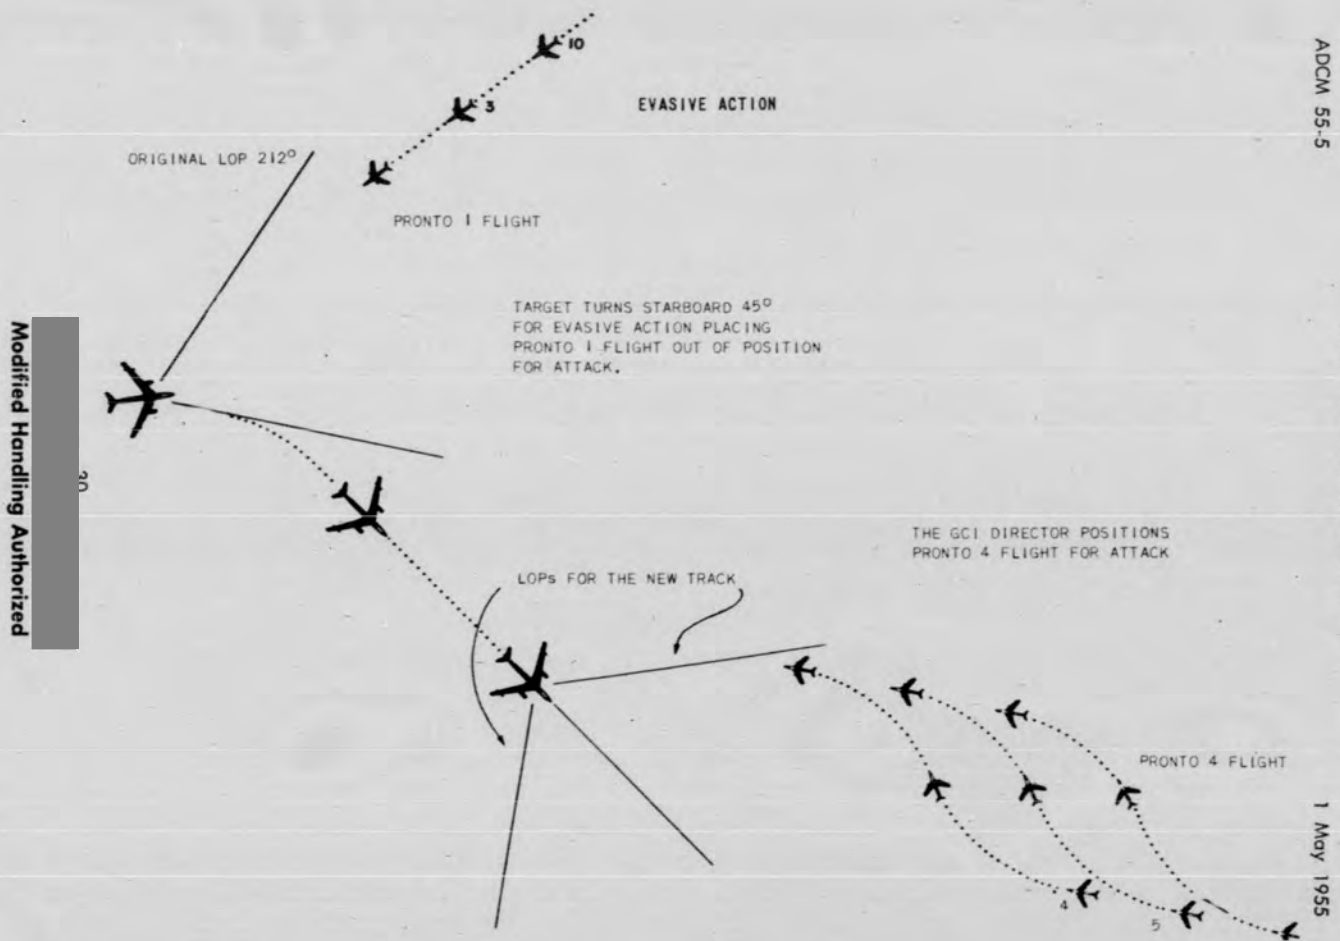 ADCM 55-5
EVASIVE ACTION
10
3
ORIGINAL LOP 212°
PRONTO 1 FLIGHT
TARGET TURNS STARBOARD 45°
FOR EVASIVE ACTION PLACING
PRONTO 1 FLIGHT OUT OF POSITION
FOR ATTACK.
THE GCI DIRECTOR POSITIONS
PRONTO 4 FLIGHT FOR ATTACK
LOPs FOR THE NEW TRACK
PRONTO 4 FLIGHT
4
5
1 May 1955
Modified Handling Authorized